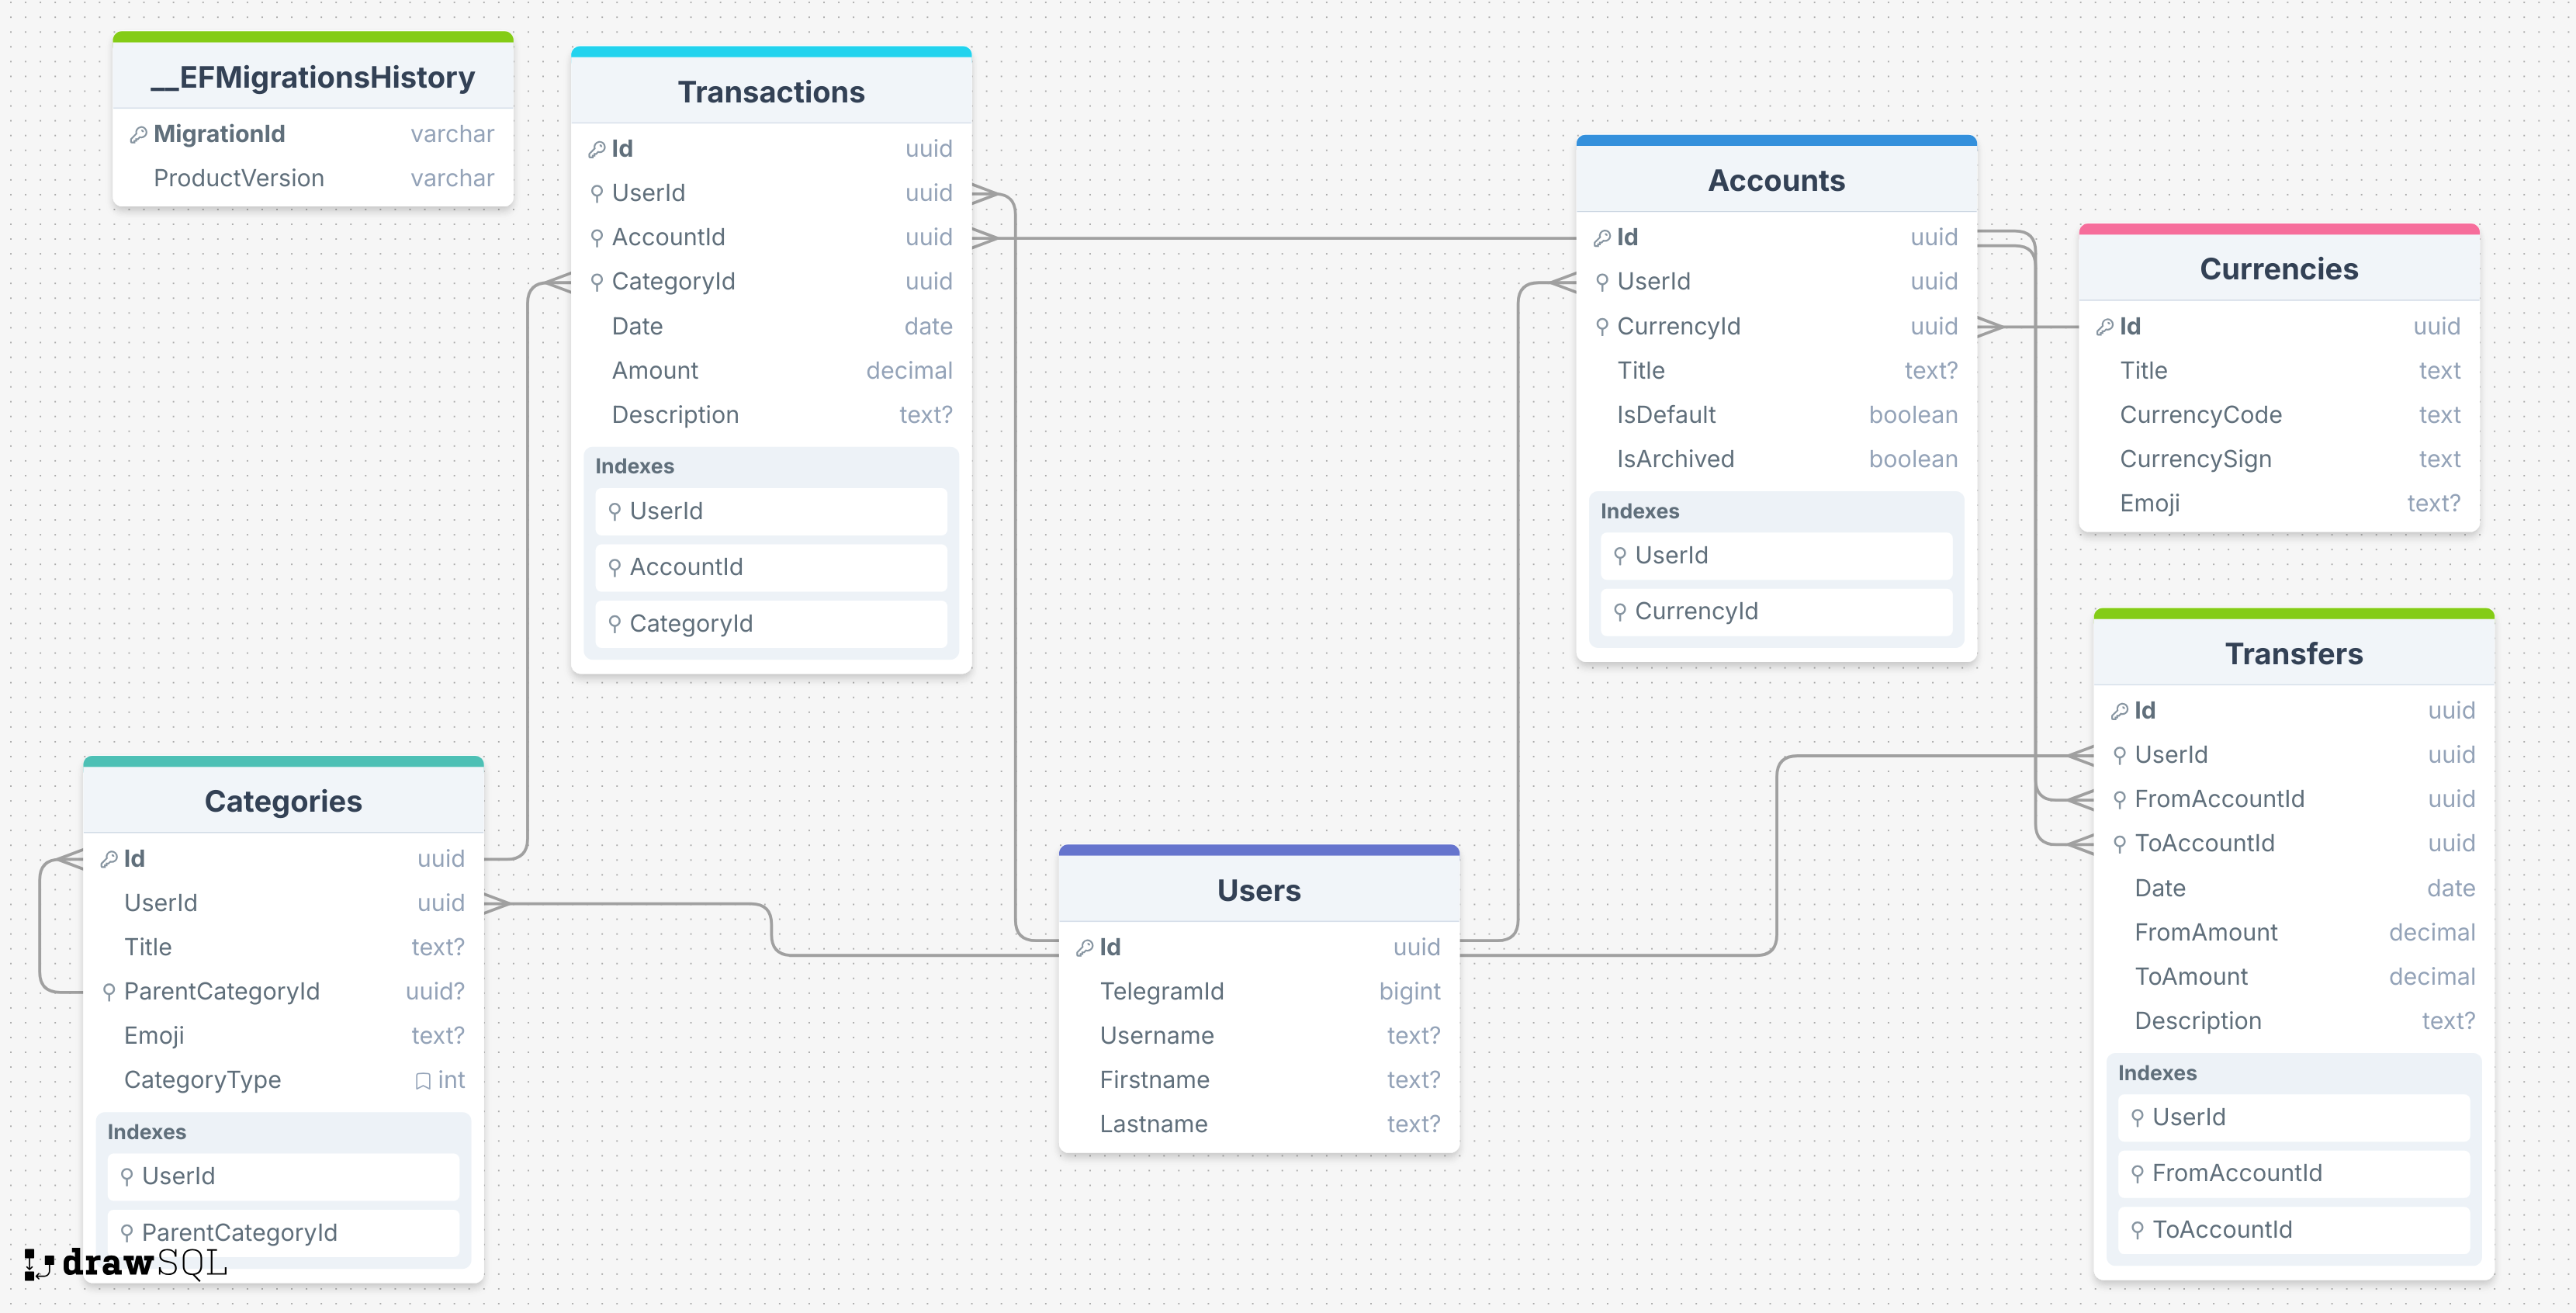 __EFMigrationsHistory
MigrationId varchar
ProductVersion varchar
Transactions
Id uuid
UserId uuid
AccountId uuid
CategoryId uuid
Date date
Amount decimal
Description text?
Indexes
UserId
AccountId
CategoryId
Accounts
Id uuid
UserId uuid
CurrencyId uuid
Title text?
IsDefault boolean
IsArchived boolean
Indexes
UserId
CurrencyId
Currencies
Id uuid
Title text
CurrencyCode text
CurrencySign text
Emoji text?
Transfers
Id uuid
UserId uuid
FromAccountId uuid
ToAccountId uuid
Date date
FromAmount decimal
ToAmount decimal
Description text?
Indexes
UserId
FromAccountId
ToAccountId
Categories
Id uuid
UserId uuid
Title text?
ParentCategoryId uuid?
Emoji text?
CategoryType int
Indexes
UserId
ParentCategoryId
Users
Id uuid
TelegramId bigint
Username text?
Firstname text?
Lastname text?
drawSQL